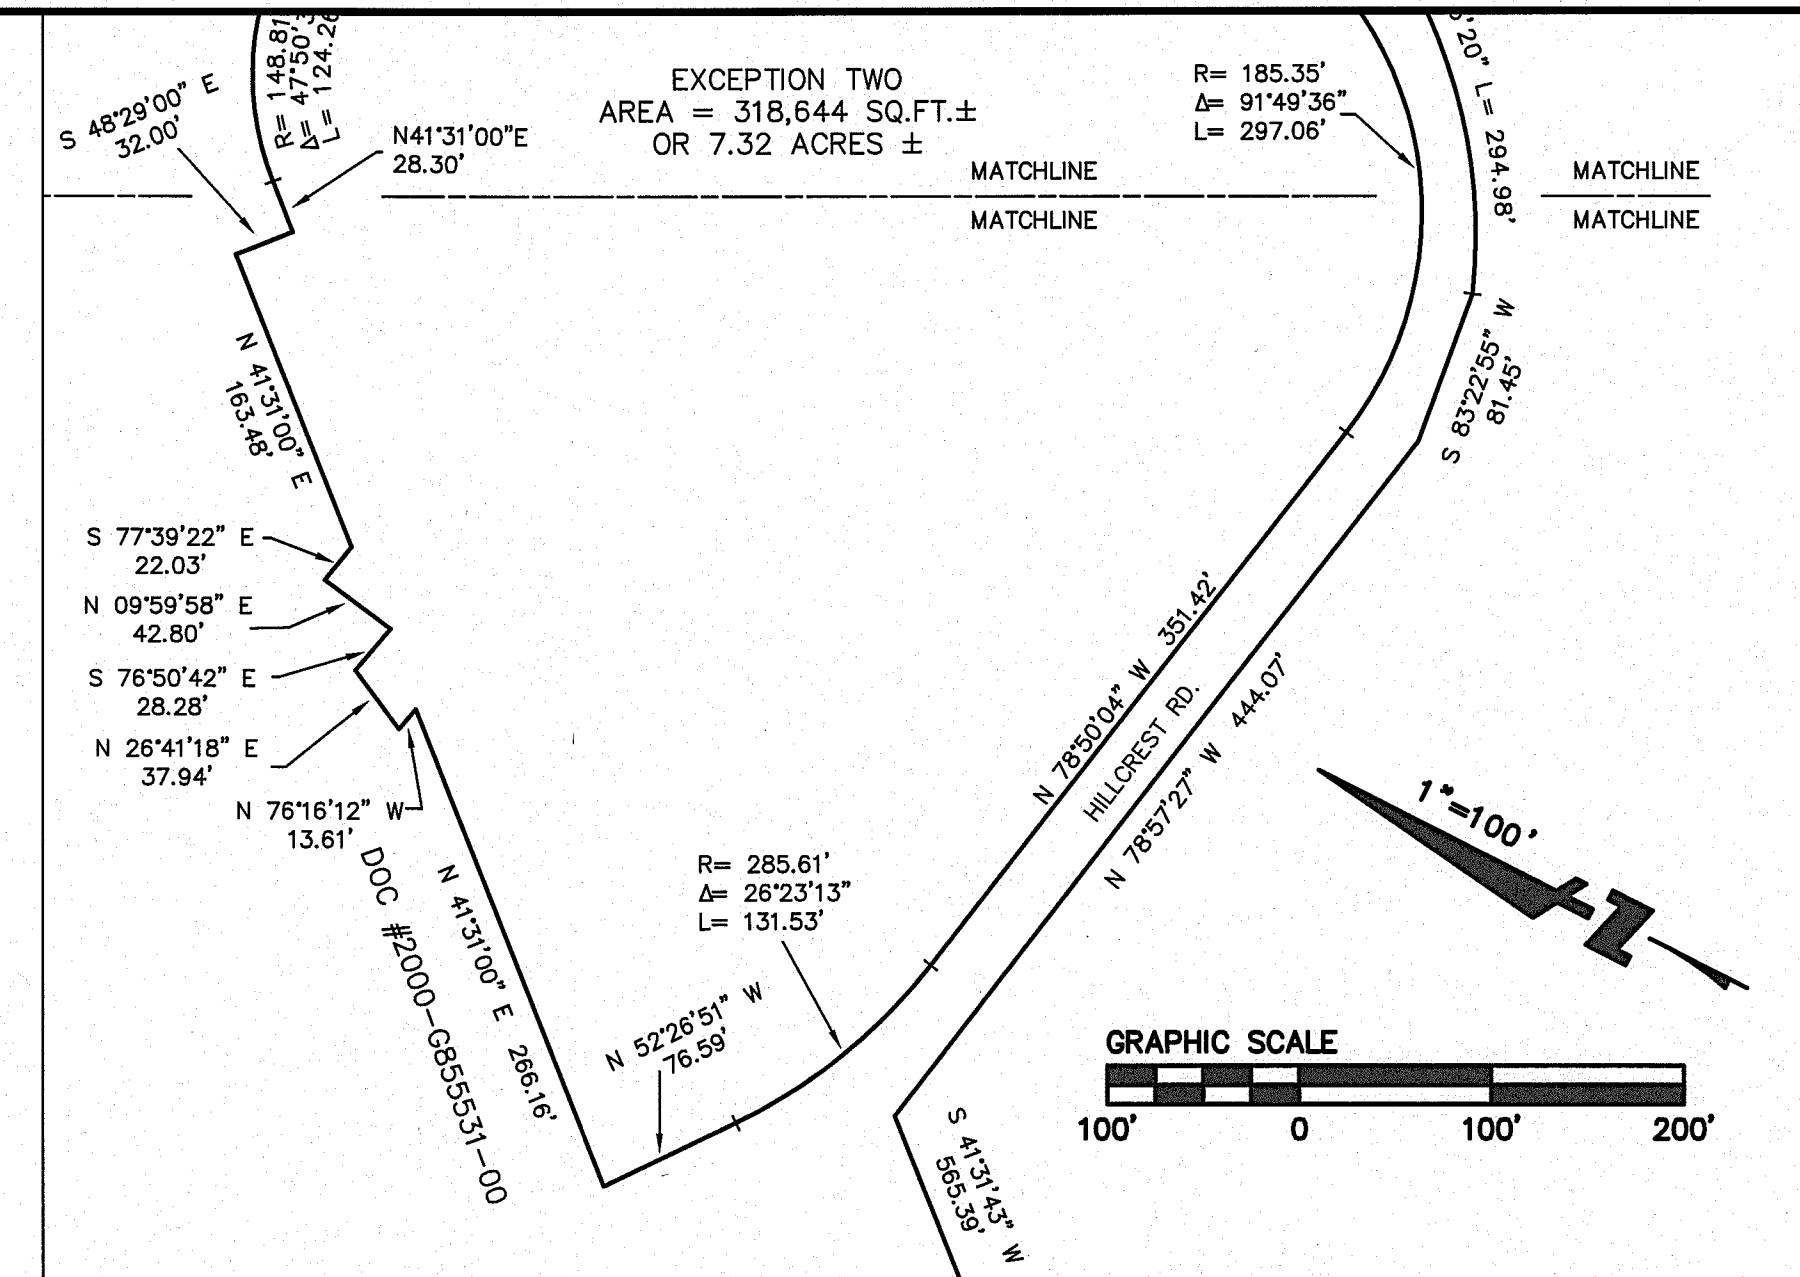 R= 148.81
Δ= 47°50'
L= 124.26
S 48°29'00" E
32.00'
N41°31'00"E
28.30'
EXCEPTION TWO
AREA = 318,644 SQ.FT.±
OR 7.32 ACRES ±
R= 185.35'
Δ= 91°49'36"
L= 297.06'
'20" L= 294.98'
MATCHLINE
MATCHLINE
MATCHLINE
MATCHLINE
N 41°31'00" E
163.48'
S 83°22'55" W
81.45'
S 77°39'22" E
22.03'
N 09°59'58" E
42.80'
S 76°50'42" E
28.28'
N 26°41'18" E
37.94'
N 76°16'12" W
13.61'
N 78°50'04" W 351.42'
HILLCREST RD.
N 78°57'27" W 444.07'
1"=100'
N
DOC #2000-G855531-00
N 41°31'00" E 266.16'
R= 285.61'
Δ= 26°23'13"
L= 131.53'
N 52°26'51" W
76.59'
S 41°31'43" W
565.39'
GRAPHIC SCALE
100' 0 100' 200'